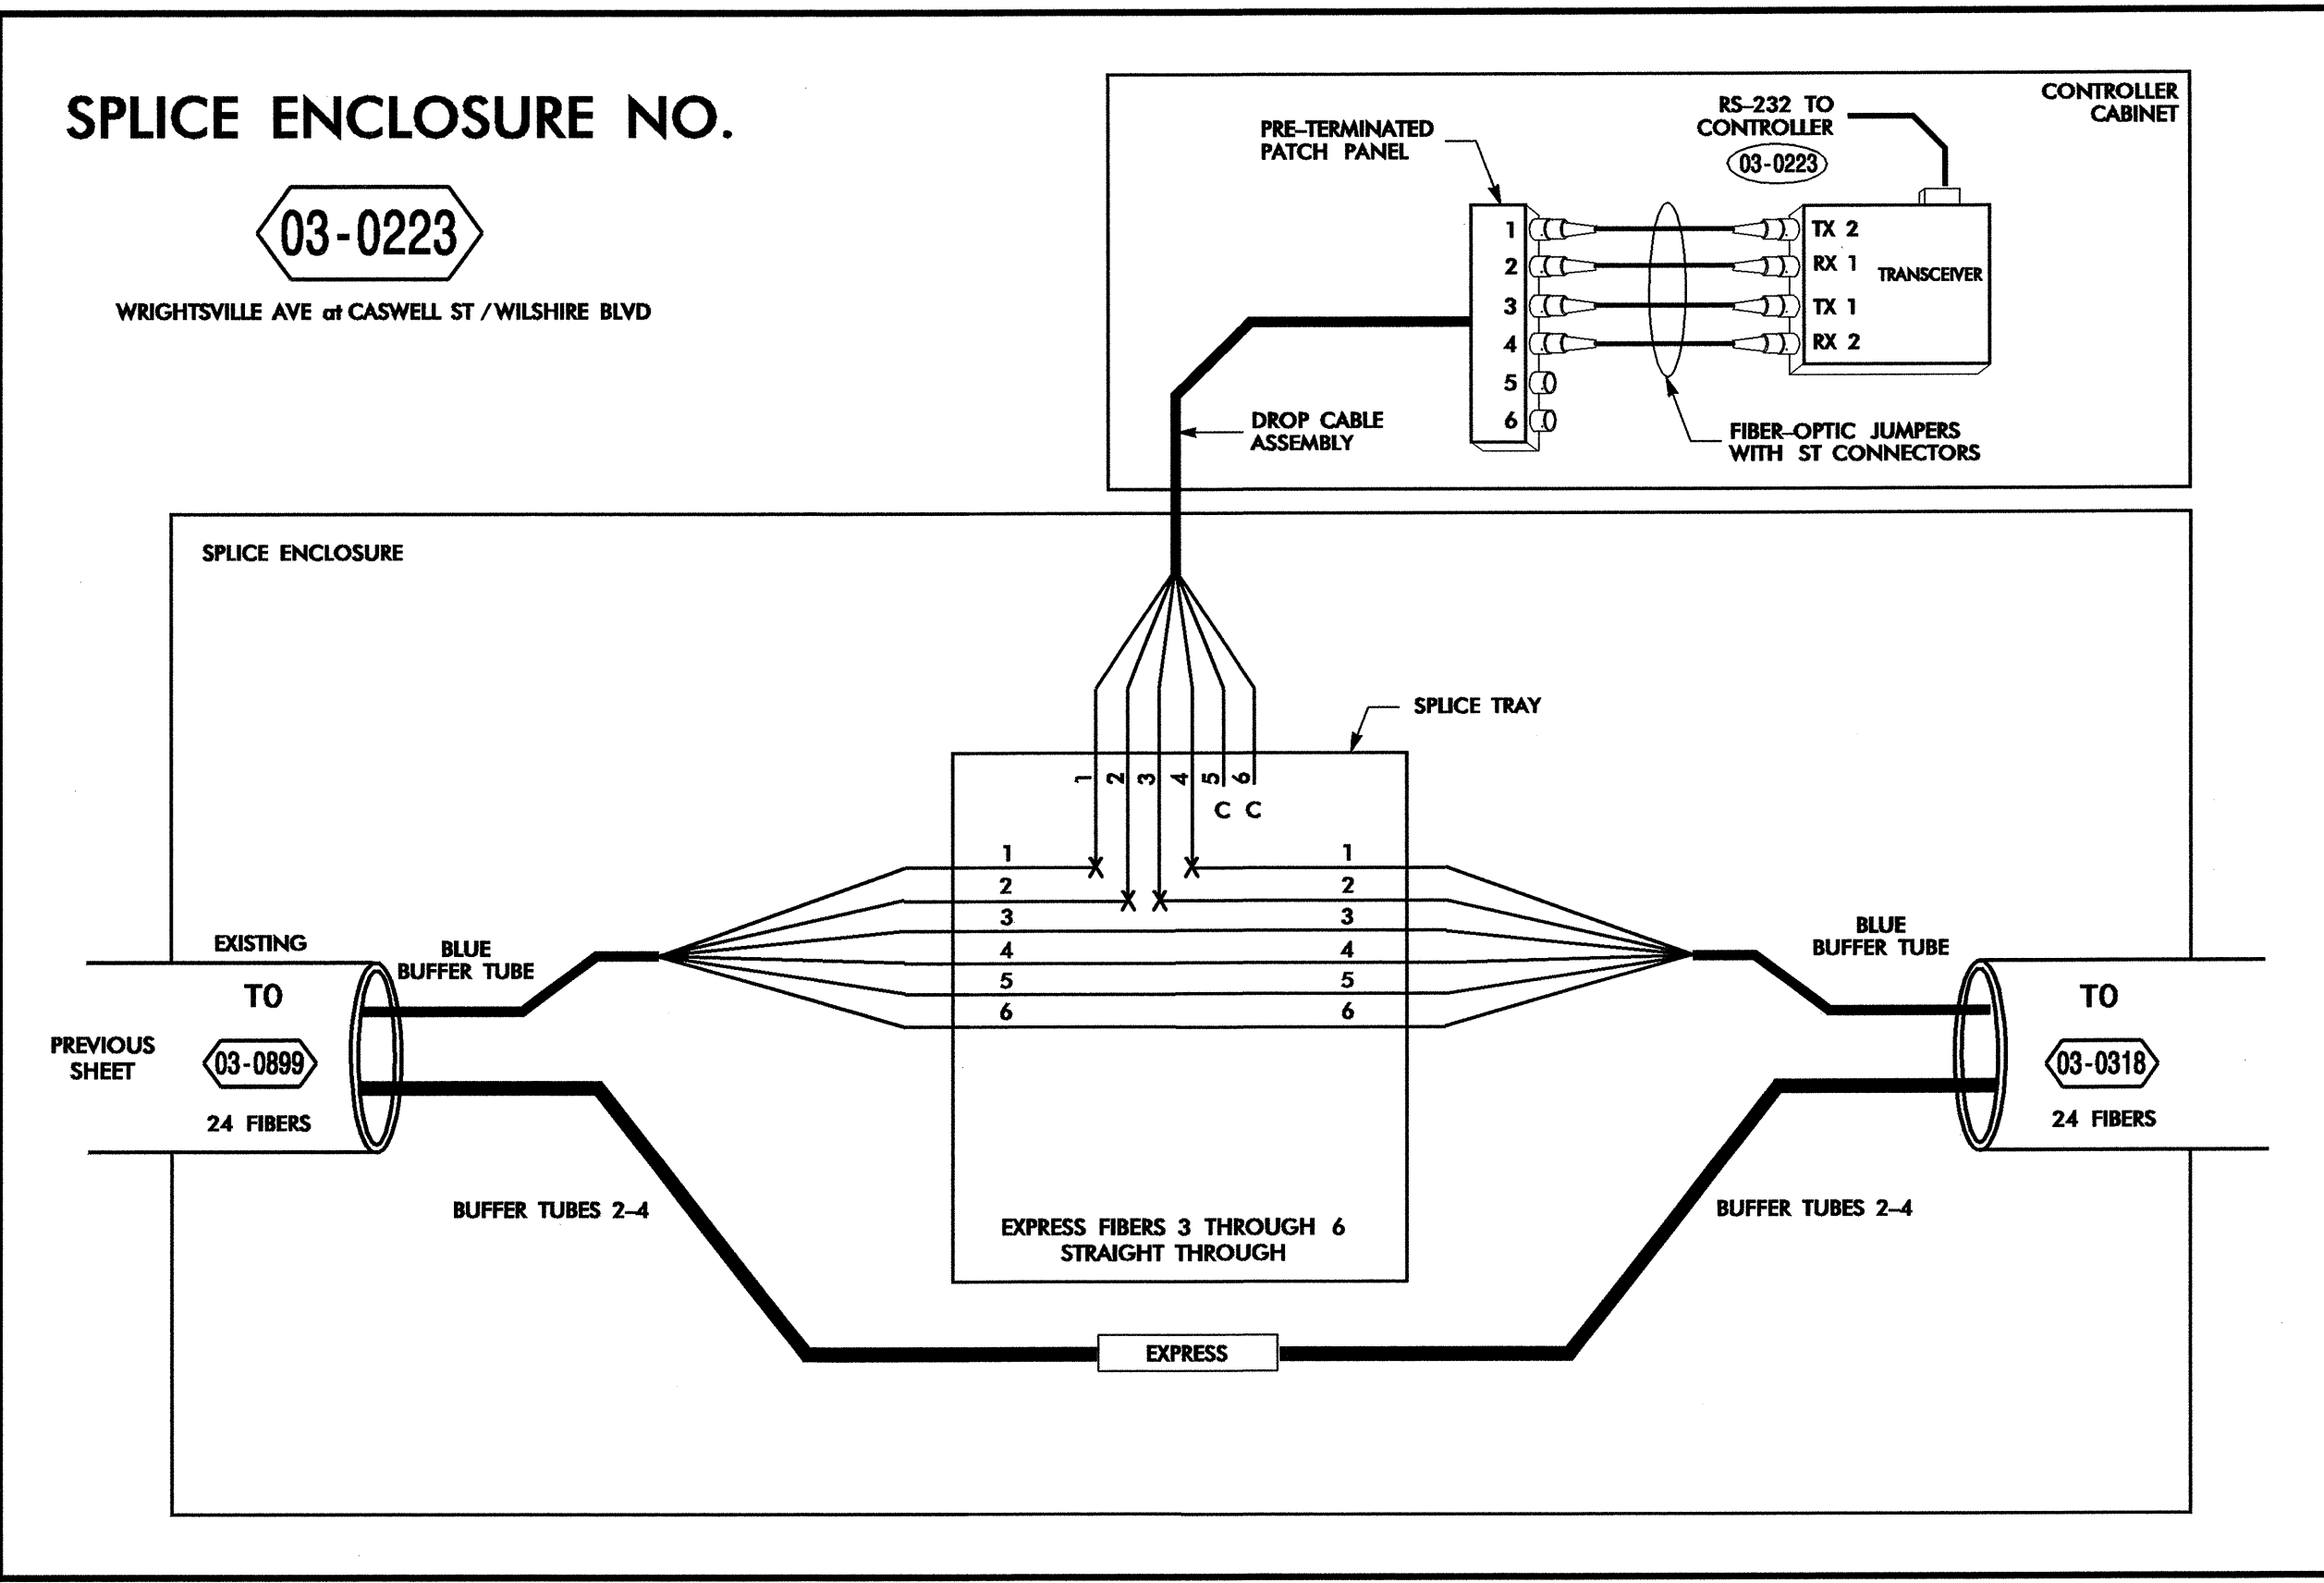 SPLICE ENCLOSURE NO.
03-0223
WRIGHTSVILLE AVE at CASWELL ST / WILSHIRE BLVD
CONTROLLER
CABINET
RS-232 TO
CONTROLLER
03-0223
PRE-TERMINATED
PATCH PANEL
1
2
3
4
5
6
TX 2
RX 1
TX 1
RX 2
TRANSCEIVER
DROP CABLE
ASSEMBLY
FIBER-OPTIC JUMPERS
WITH ST CONNECTORS
SPLICE ENCLOSURE
SPLICE TRAY
1 2 3 4 5 6
C C
1 1
2 2
3 3
4 4
5 5
6 6
EXISTING
TO
03-0899
24 FIBERS
PREVIOUS
SHEET
BLUE
BUFFER TUBE
BLUE
BUFFER TUBE
TO
03-0318
24 FIBERS
BUFFER TUBES 2-4
BUFFER TUBES 2-4
EXPRESS FIBERS 3 THROUGH 6
STRAIGHT THROUGH
EXPRESS